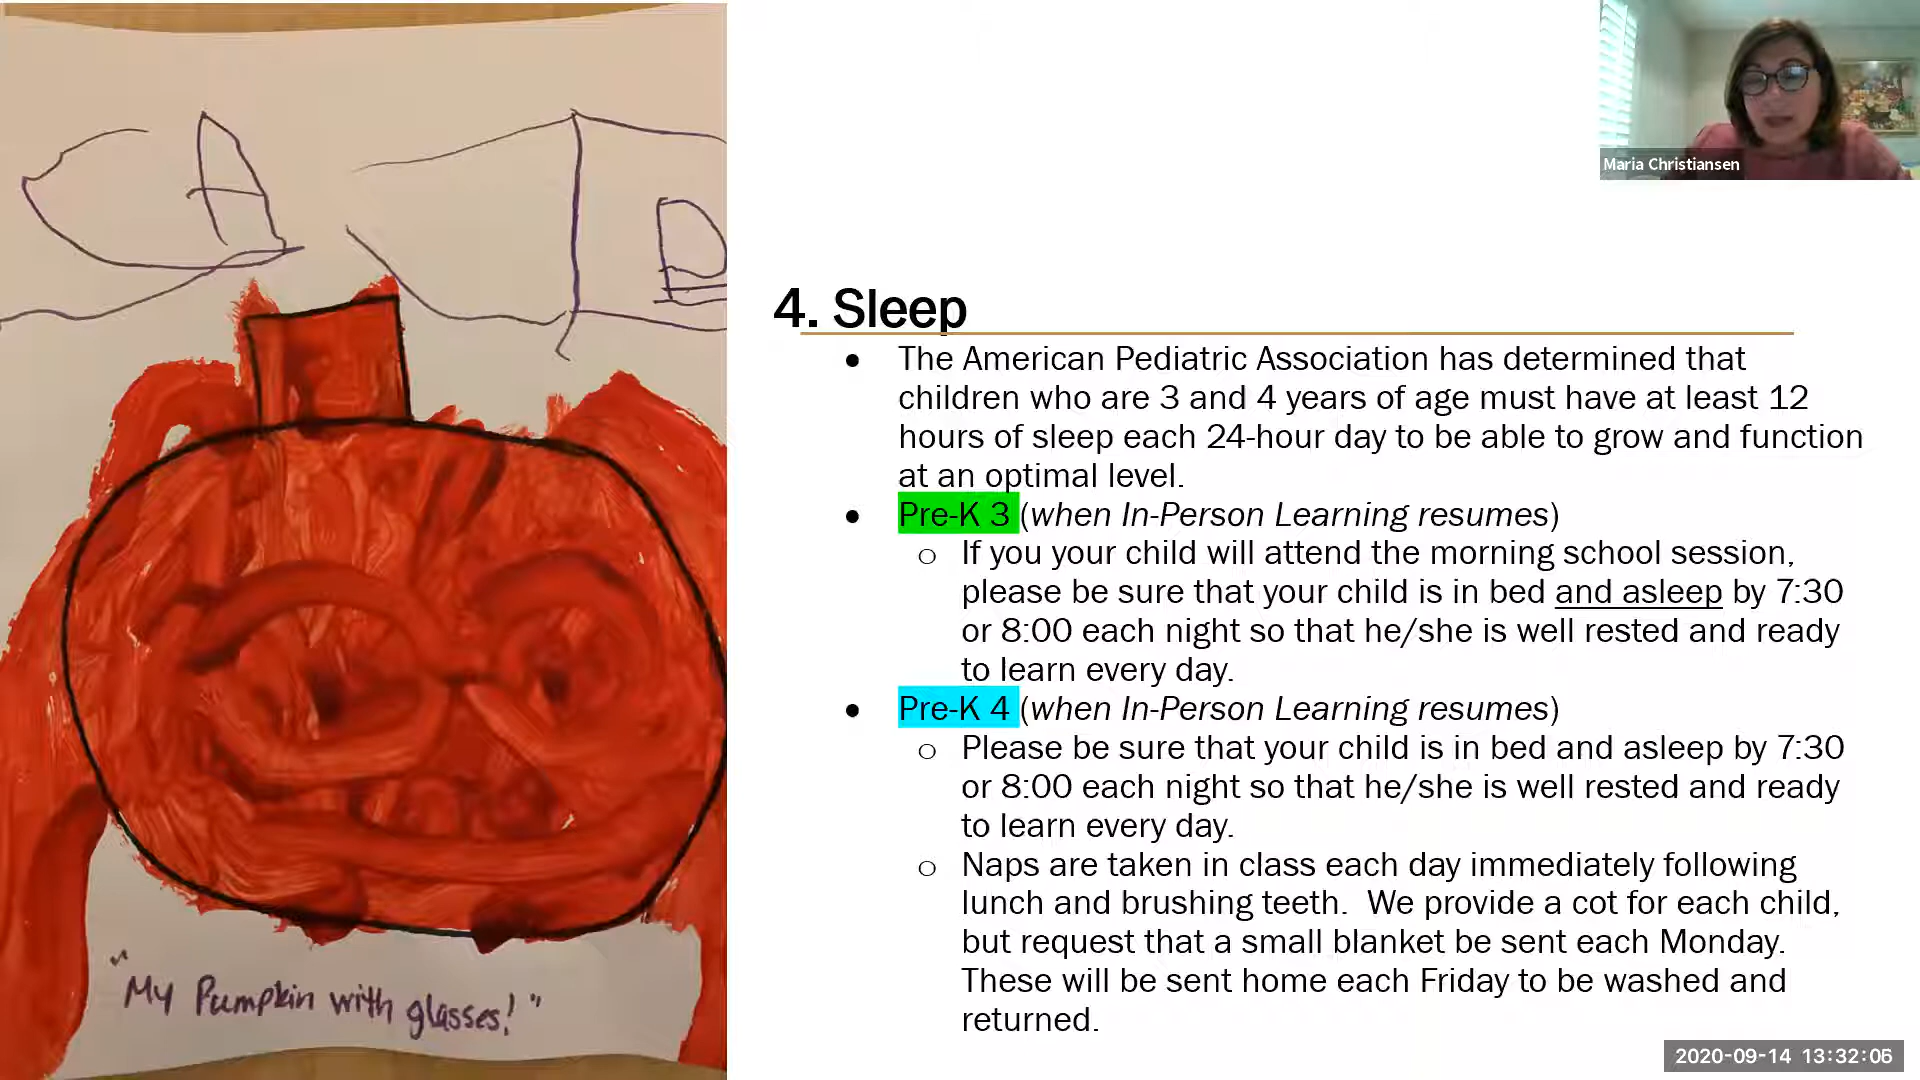 Maria Christiansen
4. Sleep
• The American Pediatric Association has determined that
children who are 3 and 4 years of age must have at least 12
hours of sleep each 24-hour day to be able to grow and function
at an optimal level.
• Pre-K 3 (when In-Person Learning resumes)
o If you your child will attend the morning school session,
please be sure that your child is in bed and asleep by 7:30
or 8:00 each night so that he/she is well rested and ready
to learn every day.
• Pre-K 4 (when In-Person Learning resumes)
o Please be sure that your child is in bed and asleep by 7:30
or 8:00 each night so that he/she is well rested and ready
to learn every day.
o Naps are taken in class each day immediately following
lunch and brushing teeth. We provide a cot for each child,
but request that a small blanket be sent each Monday.
These will be sent home each Friday to be washed and
returned.
"My Pumpkin with glasses!"
2020-09-14 13:32:06